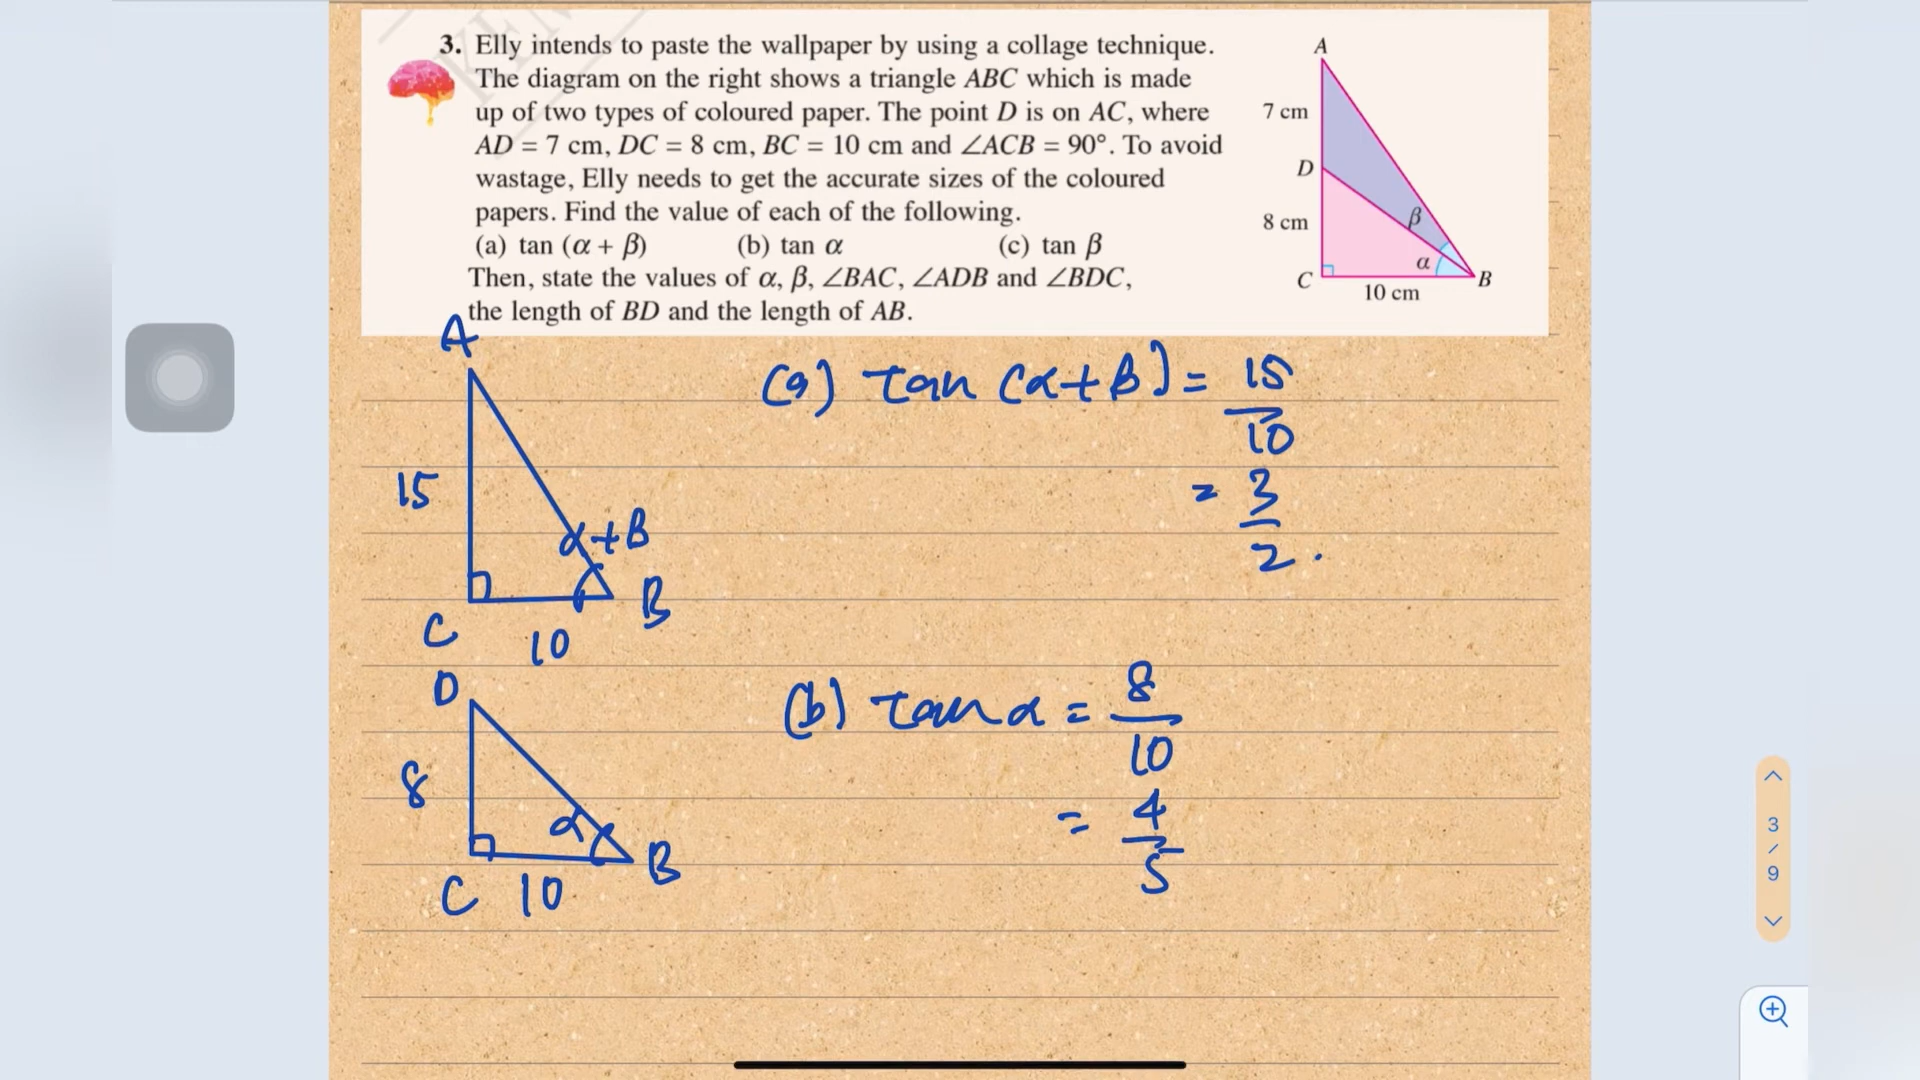 3. Elly intends to paste the wallpaper by using a collage technique.
The diagram on the right shows a triangle ABC which is made
up of two types of coloured paper. The point D is on AC, where
AD = 7 cm, DC = 8 cm, BC = 10 cm and ∠ACB = 90°. To avoid
wastage, Elly needs to get the accurate sizes of the coloured
papers. Find the value of each of the following.
(a) tan (α + β) (b) tan α (c) tan β
Then, state the values of α, β, ∠BAC, ∠ADB and ∠BDC,
the length of BD and the length of AB.
A
7 cm
D
β
8 cm
α
C
B
10 cm
A
15
α+B
B
C
10
(a) tan (α+β) = 15
10
= 3
2.
D
8
α
B
C 10
(b) tan α = 8
10
= 4
5
3
/
9